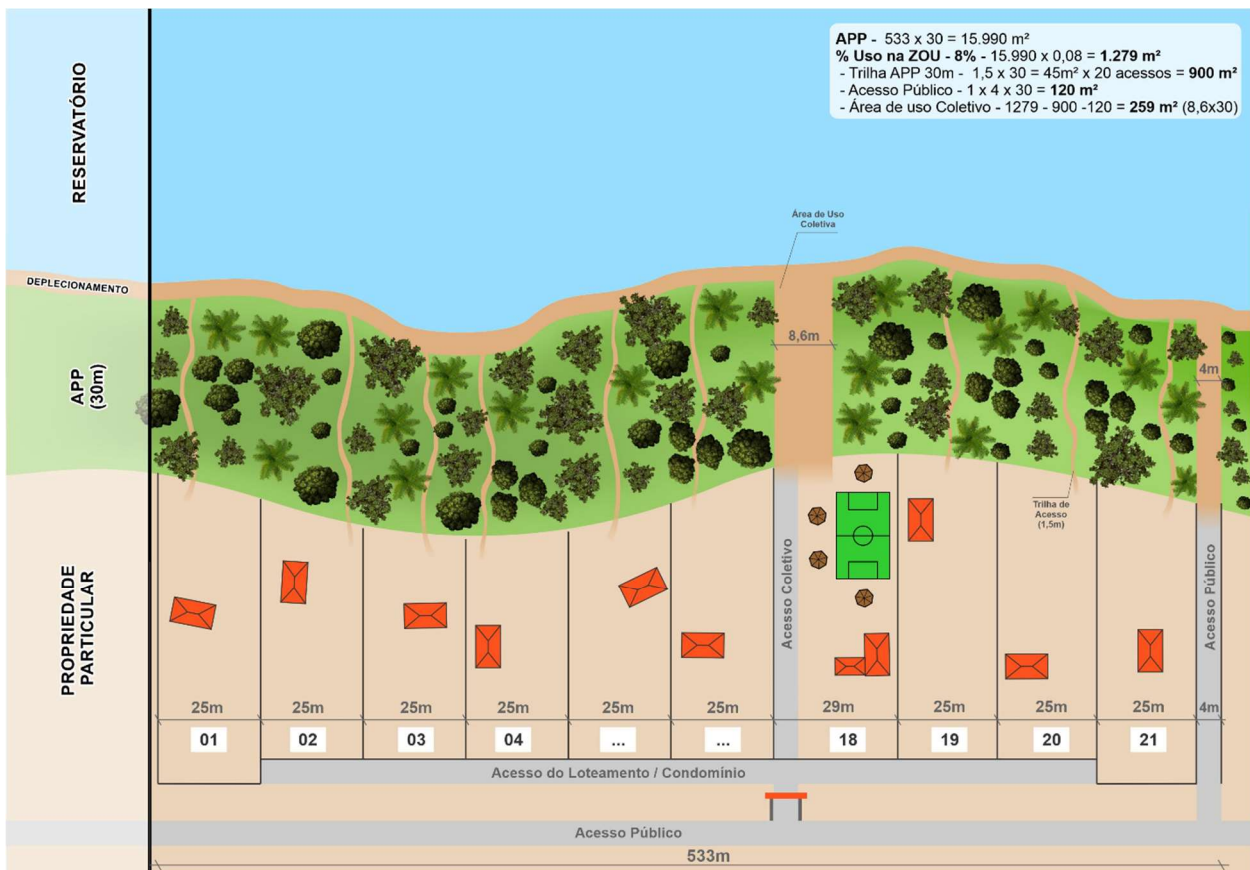 APP - 533 x 30 = 15.990 m²
% Uso na ZOU - 8% - 15.990 x 0,08 = 1.279 m²
- Trilha APP 30m - 1,5 x 30 = 45m² x 20 acessos = 900 m²
- Acesso Público - 1 x 4 x 30 = 120 m²
- Área de uso Coletivo - 1279 - 900 -120 = 259 m² (8,6x30)
RESERVATÓRIO
Área de Uso
Coletiva
DEPLECIONAMENTO
8,6m
4m
APP
(30m)
Trilha de
Acesso
(1,5m)
PROPRIEDADE
PARTICULAR
Acesso Coletivo
Acesso Público
25m
25m
25m
25m
25m
25m
29m
25m
25m
25m
4m
01
02
03
04
...
...
18
19
20
21
Acesso do Loteamento / Condomínio
Acesso Público
533m